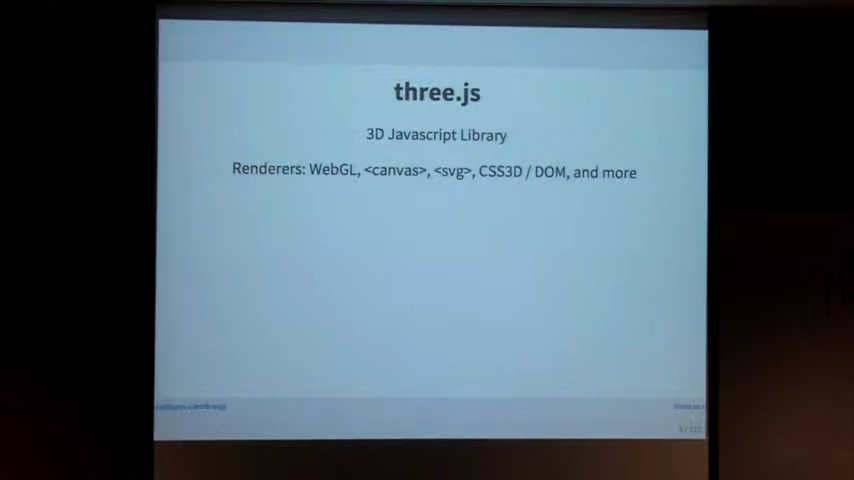 three.js
3D Javascript Library
Renderers: WebGL, <canvas>, <svg>, CSS3D / DOM, and more